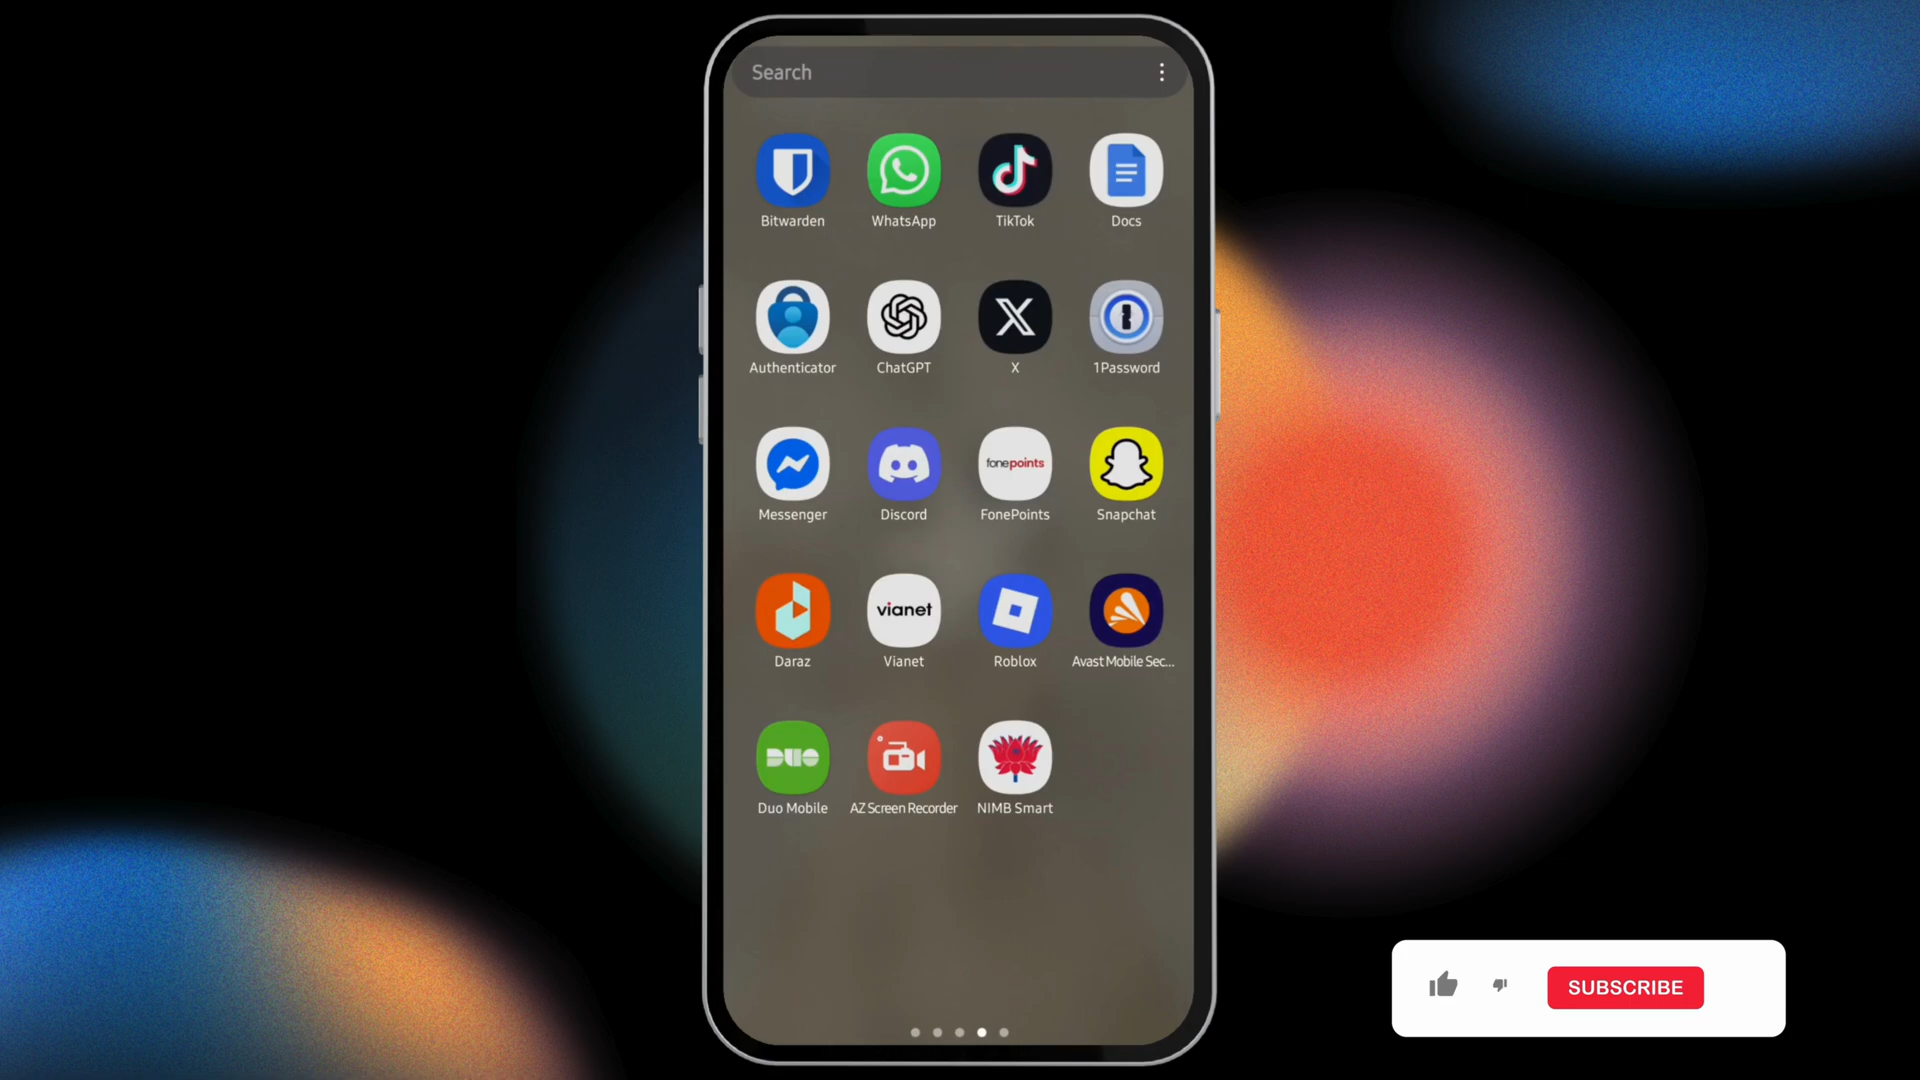 Search
Bitwarden
WhatsApp
TikTok
Docs
Authenticator
ChatGPT
X
1Password
fonepoints
Messenger
Discord
FonePoints
Snapchat
vianet
Daraz
Vianet
Roblox
Avast Mobile Sec...
DUO
Duo Mobile
AZ Screen Recorder
NIMB Smart
SUBSCRIBE